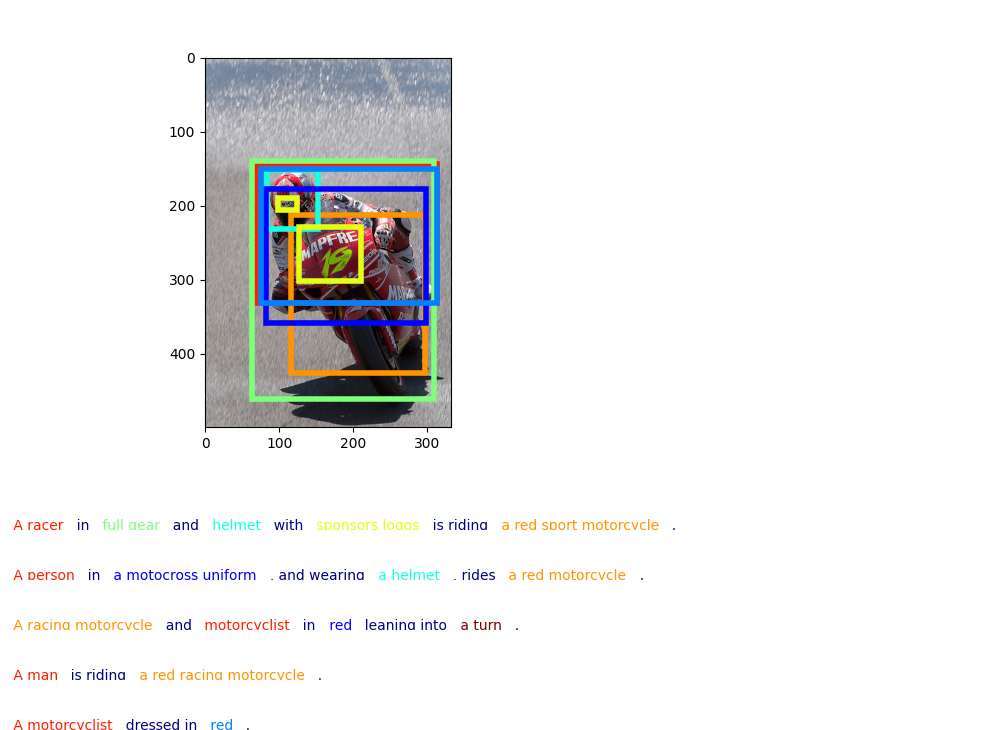 0
100
200
300
400
0 100 200 300
MAPFRE
19
A racer in full gear and helmet with sponsors logos is riding a red sport motorcycle .
A person in a motocross uniform , and wearing a helmet , rides a red motorcycle .
A racing motorcycle and motorcyclist in red leaning into a turn .
A man is riding a red racing motorcycle .
A motorcyclist dressed in red .